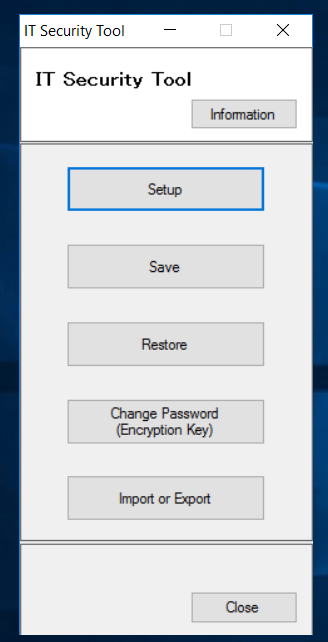 IT Security Tool
IT Security Tool
Information
Setup
Save
Restore
Change Password
(Encryption Key)
Import or Export
Close